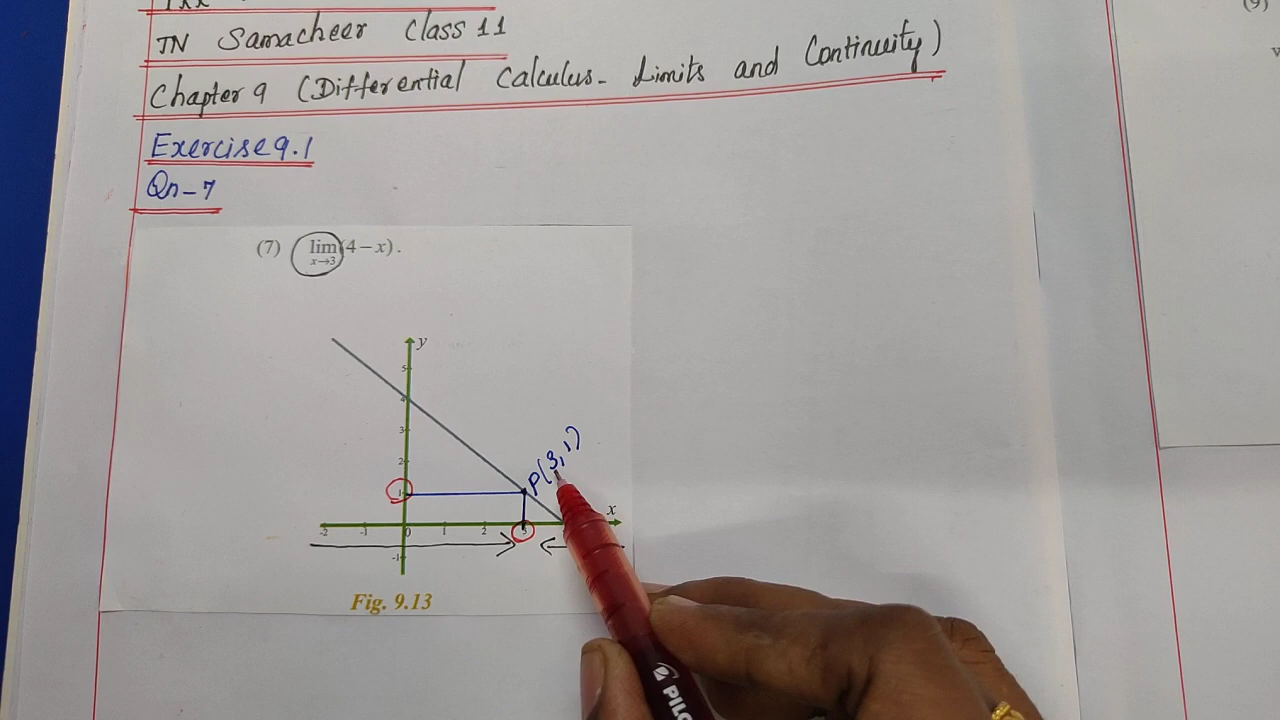 TN Samacheer Class 11
Chapter 9 (Differential Calculus- Limits and Continuity)
Exercise 9.1
Qn-7
(9)
(7) lim (4-x).
x→3
y
5
4
3
2
1
P(3,1)
x
-2 -1 0 1 2 3
-1
Fig. 9.13